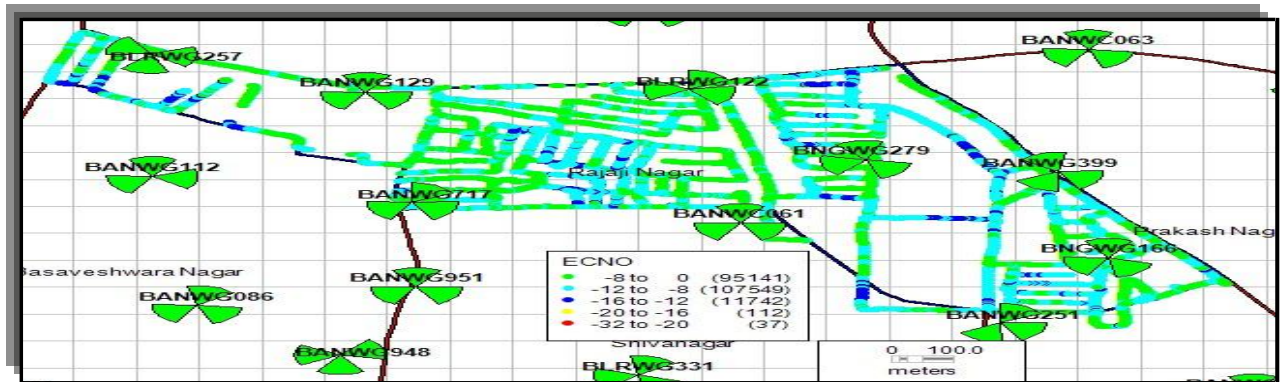 BANWC063
BLRWG257
BANWG129
BLRWG122
BNGWG279
BANWG399
BANWG112
Rajaji Nagar
BANWG717
BANWC061
Prakash Nag
BNGWG166
Basaveshwara Nagar
BANWG951
BANWG086
BANWG251
BANWG948
Shivanagar
BLRWG331
ECNO
-8 to 0 (95141)
-12 to -8 (107549)
-16 to -12 (11742)
-20 to -16 (112)
-32 to -20 (37)
0 100.0
meters